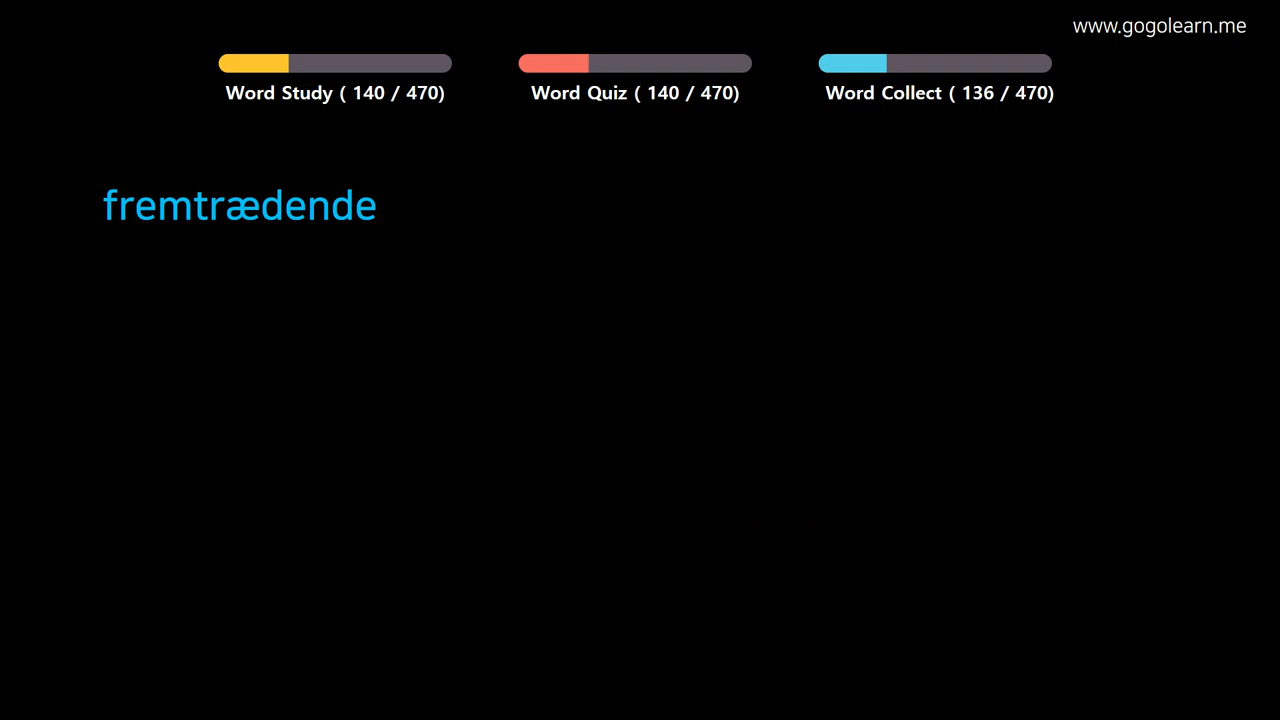 www.gogolearn.me
Word Study ( 140 / 470)
Word Quiz ( 140 / 470)
Word Collect ( 136 / 470)
fremtrædende